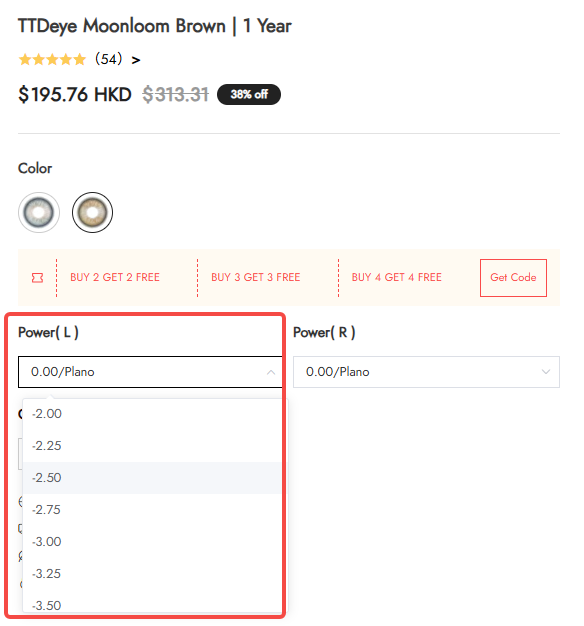 TTDeye Moonloom Brown | 1 Year
(54) >
$195.76 HKD $313.31 38% off
Color
BUY 2 GET 2 FREE BUY 3 GET 3 FREE BUY 4 GET 4 FREE Get Code
Power( L ) Power( R )
0.00/Plano 0.00/Plano
-2.00
-2.25
-2.50
-2.75
-3.00
-3.25
-3.50